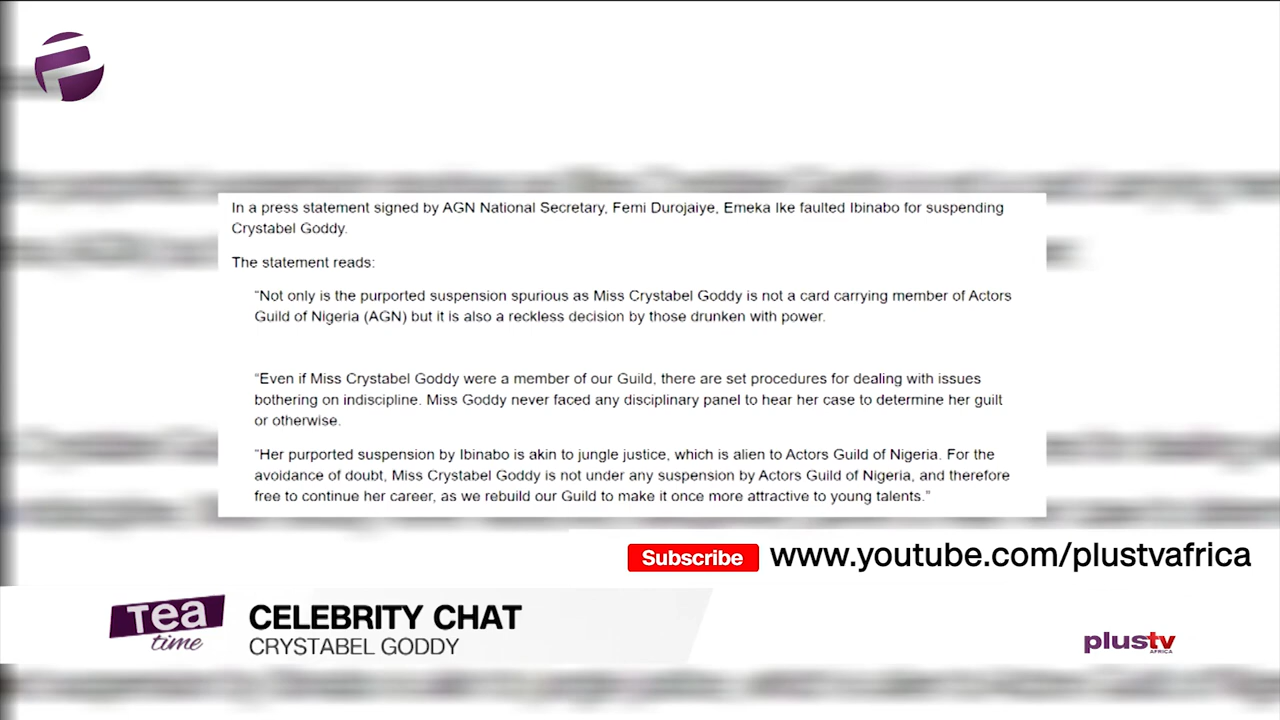 In a press statement signed by AGN National Secretary, Femi Durojaiye, Emeka Ike faulted Ibinabo for suspending
Crystabel Goddy.
The statement reads:
“Not only is the purported suspension spurious as Miss Crystabel Goddy is not a card carrying member of Actors
Guild of Nigeria (AGN) but it is also a reckless decision by those drunken with power.
“Even if Miss Crystabel Goddy were a member of our Guild, there are set procedures for dealing with issues
bothering on indiscipline. Miss Goddy never faced any disciplinary panel to hear her case to determine her guilt
or otherwise.
“Her purported suspension by Ibinabo is akin to jungle justice, which is alien to Actors Guild of Nigeria. For the
avoidance of doubt, Miss Crystabel Goddy is not under any suspension by Actors Guild of Nigeria, and therefore
free to continue her career, as we rebuild our Guild to make it once more attractive to young talents.”
Subscribe www.youtube.com/plustvafrica
Tea
time
CELEBRITY CHAT
CRYSTABEL GODDY
plustv
AFRICA